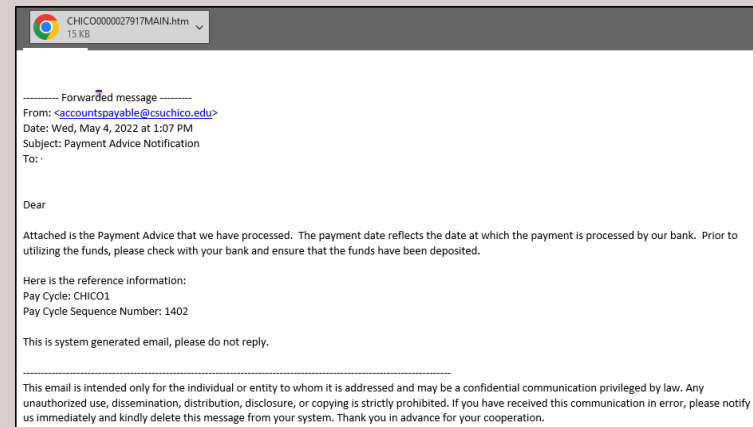 CHICO0000027917MAIN.htm
15 KB
---------- Forwarded message ---------
From: <accountspayable@csuchico.edu>
Date: Wed, May 4, 2022 at 1:07 PM
Subject: Payment Advice Notification
To:
Dear
Attached is the Payment Advice that we have processed.  The payment date reflects the date at which the payment is processed by our bank.  Prior to
utilizing the funds, please check with your bank and ensure that the funds have been deposited.
Here is the reference information:
Pay Cycle: CHICO1
Pay Cycle Sequence Number: 1402
This is system generated email, please do not reply.
------------------------------------------------------------------------------------------------------------------------
This email is intended only for the individual or entity to whom it is addressed and may be a confidential communication privileged by law. Any
unauthorized use, dissemination, distribution, disclosure, or copying is strictly prohibited. If you have received this communication in error, please notify
us immediately and kindly delete this message from your system. Thank you in advance for your cooperation.